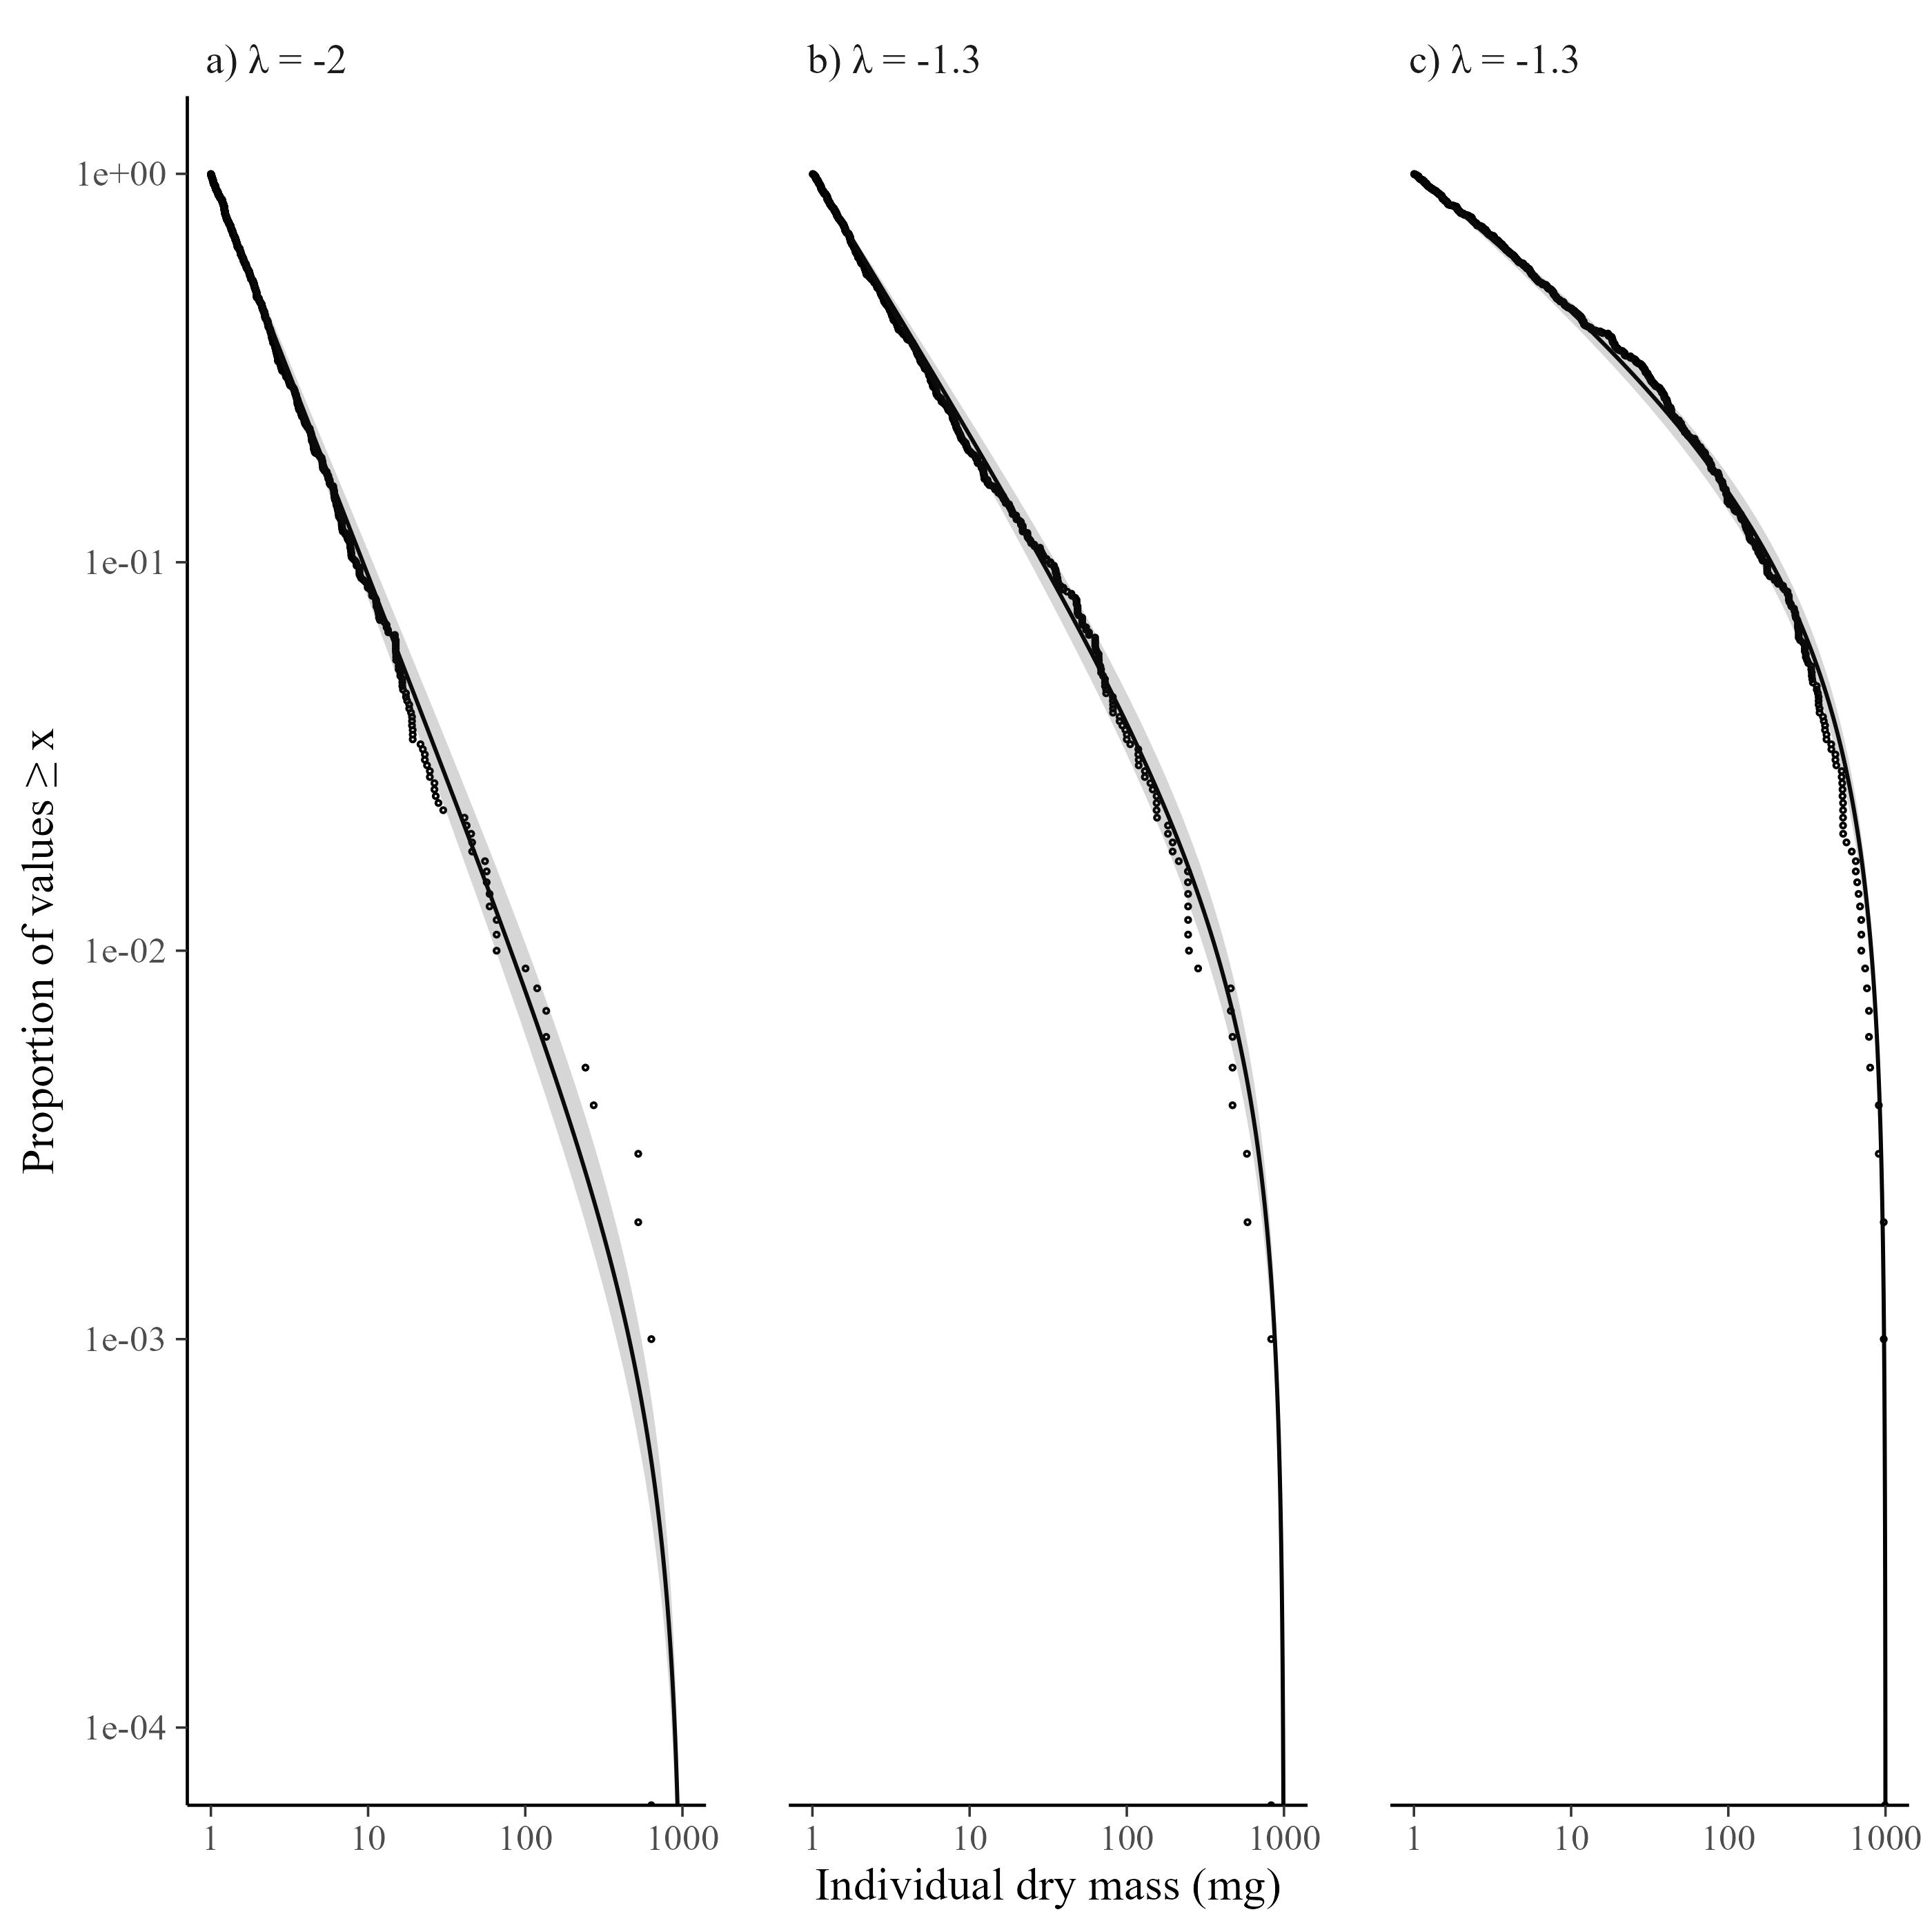 a) λ = -2
b) λ = -1.3
c) λ = -1.3
Proportion of values ≥ x
1e+00
1e-01
1e-02
1e-03
1e-04
1 10 100 1000
1 10 100 1000
1 10 100 1000
Individual dry mass (mg)